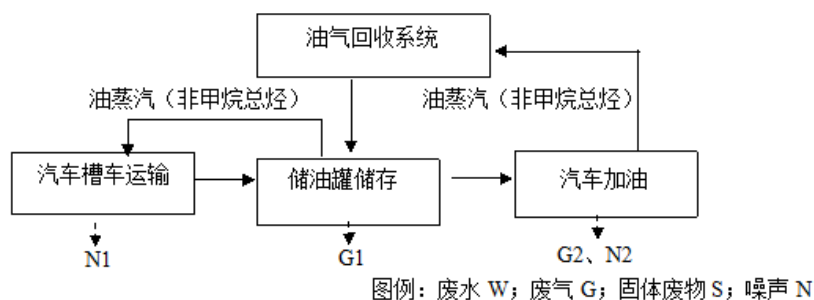 油气回收系统
油蒸汽（非甲烷总烃）
油蒸汽（非甲烷总烃）
汽车槽车运输
储油罐储存
汽车加油
N1
G1
G2、N2
图例：废水 W；废气 G；固体废物 S；噪声 N